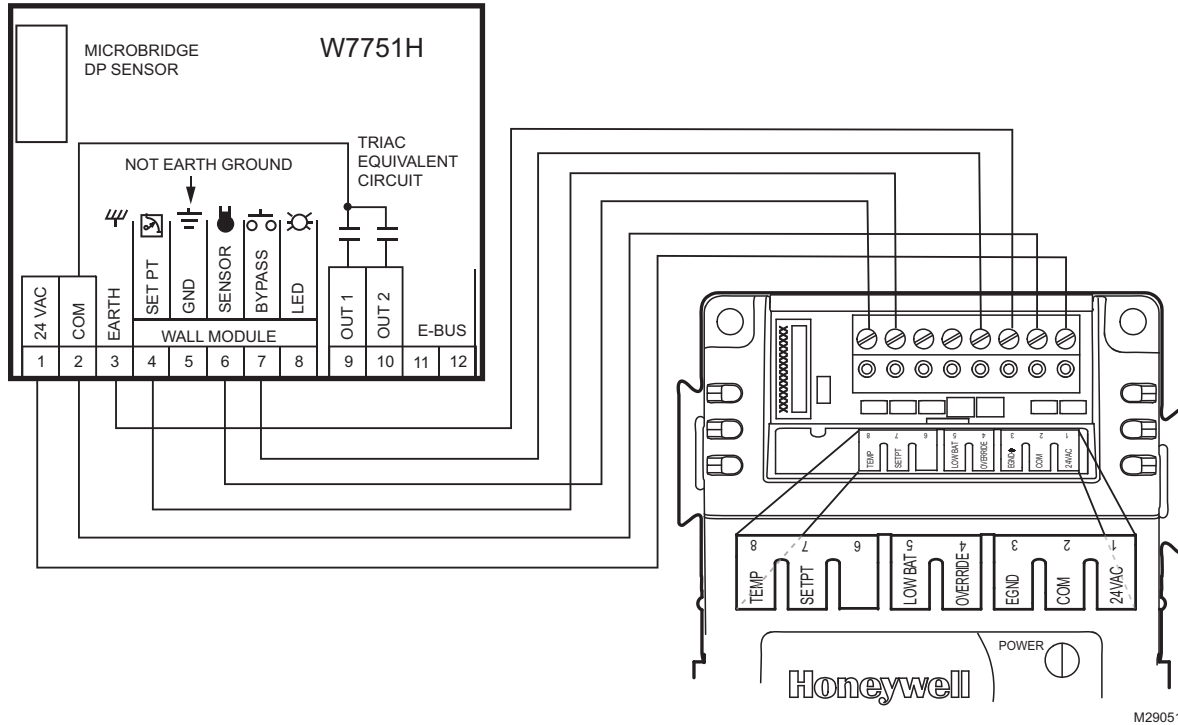 MICROBRIDGE
DP SENSOR
W7751H
TRIAC
EQUIVALENT
CIRCUIT
NOT EARTH GROUND
24 VAC
COM
EARTH
SET PT
GND
SENSOR
BYPASS
LED
OUT 1
OUT 2
E-BUS
WALL MODULE
1 2 3 4 5 6 7 8 9 10 11 12
XXXXXXXXXXXX
8 7 6 5 4 3 2 1
TEMP
SETPT
LOW BAT
OVERRIDE
EGND
COM
24VAC
8 7 6 5 4 3 2 1
TEMP
SETPT
LOW BAT
OVERRIDE
EGND
COM
24VAC
POWER
Honeywell
M29051